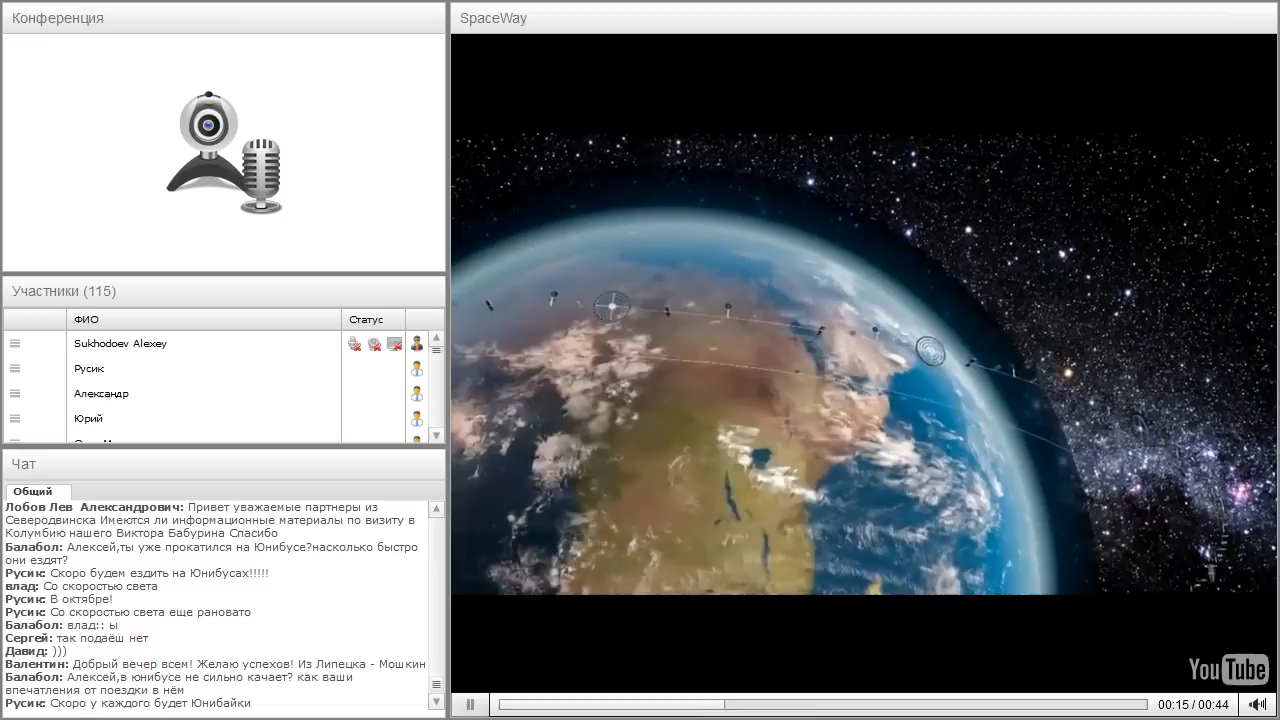 Конференция
SpaceWay
Участники (115)
ФИО
Статус
Sukhodoev Alexey
Русик
Александр
Юрий
Чат
Общий
Лобов Лев Александрович: Привет уважаемые партнеры из
Северодвинска Имеются ли информационные материалы по визиту в
Колумбию нашего Виктора Бабурина Спасибо
Балабол: Алексей,ты уже прокатился на Юнибусе?насколько быстро
они ездят?
Русик: Скоро будем ездить на Юнибусах!!!!!
влад: Со скоростью света
Русик: В октябре!
Русик: Со скоростью света еще рановато
Балабол: влад:: ы
Сергей: так подаёш нет
Давид: )))
Валентин: Добрый вечер всем! Желаю успехов! Из Липецка - Мошкин
Балабол: Алексей,в юнибусе не сильно качает? как ваши
впечатления от поездки в нём
Русик: Скоро у каждого будет Юнибайки
YouTube
00:15 / 00:44